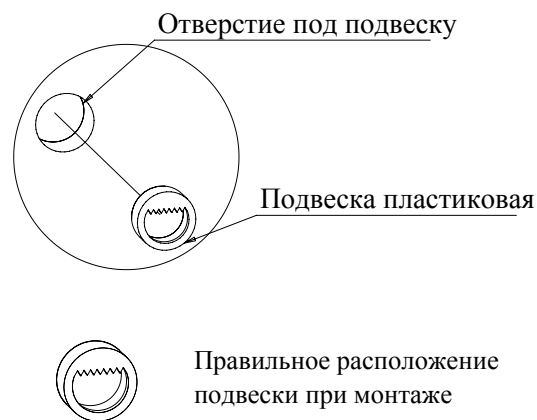 Отверстие под подвеску
Подвеска пластиковая
Правильное расположение
подвески при монтаже